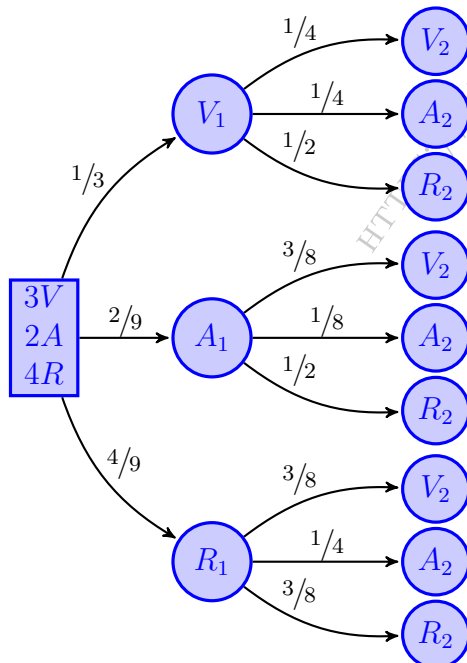 1/4
V₂
1/4
V₁
A₂
1/2
1/3
R₂
HTT
3/8
V₂
3V
2A
4R
2/9
A₁
1/8
A₂
1/2
R₂
4/9
3/8
V₂
1/4
R₁
A₂
3/8
R₂